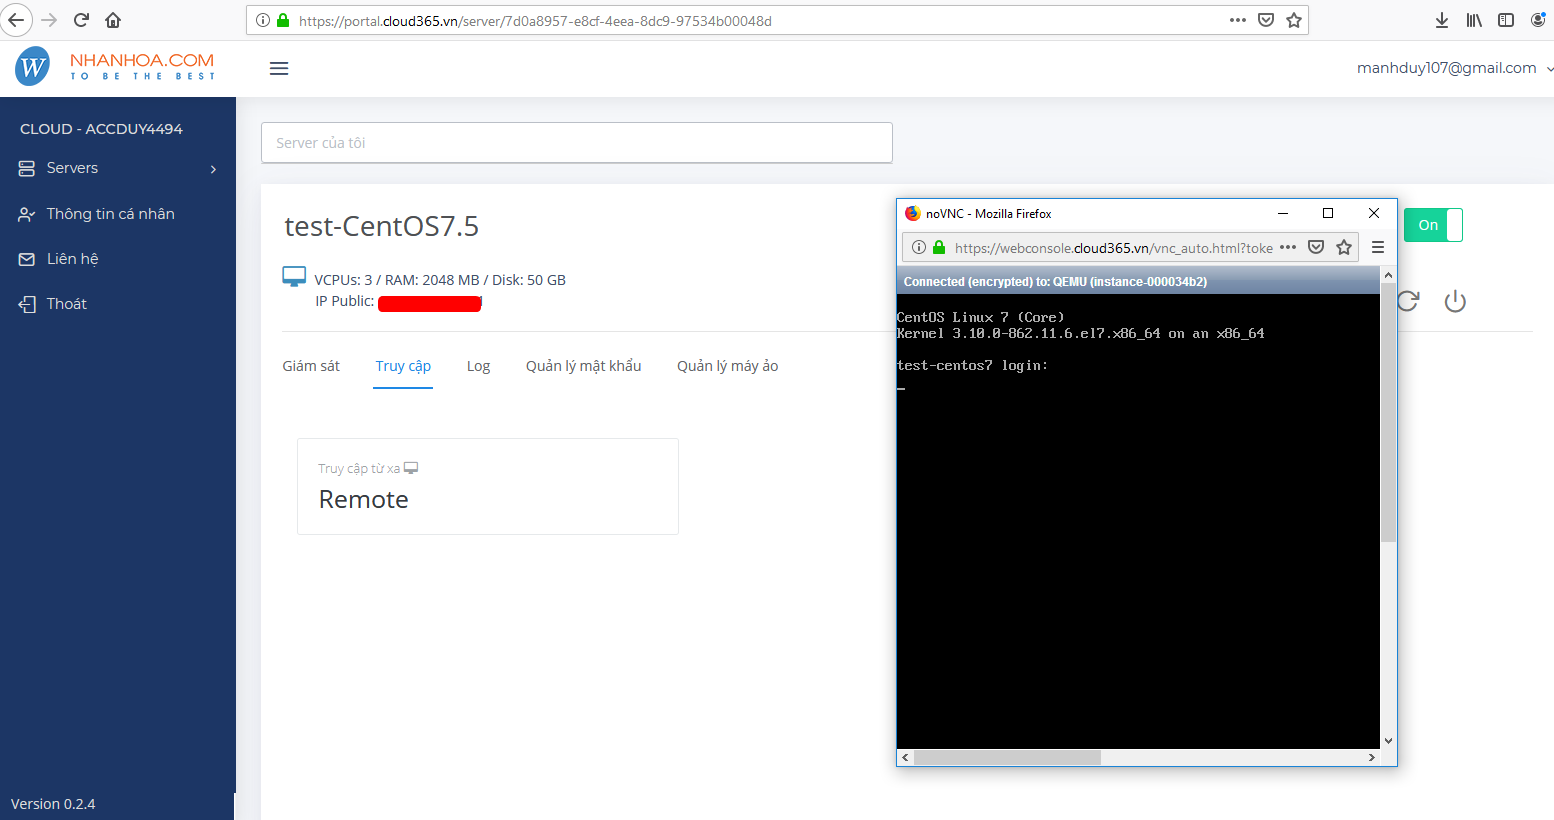 https://portal.cloud365.vn/server/7d0a8957-e8cf-4eea-8dc9-97534b00048d
W
NHANHOA.COM
TO BE THE BEST
manhduy107@gmail.com
CLOUD - ACCDUY4494
Servers
Thông tin cá nhân
Liên hệ
Thoát
Version 0.2.4
Server của tôi
test-CentOS7.5
On
VCPUs: 3 / RAM: 2048 MB / Disk: 50 GB
IP Public:
Giám sát
Truy cập
Log
Quản lý mật khẩu
Quản lý máy ảo
Truy cập từ xa
Remote
noVNC - Mozilla Firefox
https://webconsole.cloud365.vn/vnc_auto.html?toke
Connected (encrypted) to: QEMU (instance-000034b2)
CentOS Linux 7 (Core)
Kernel 3.10.0-862.11.6.el7.x86_64 on an x86_64
test-centos7 login: